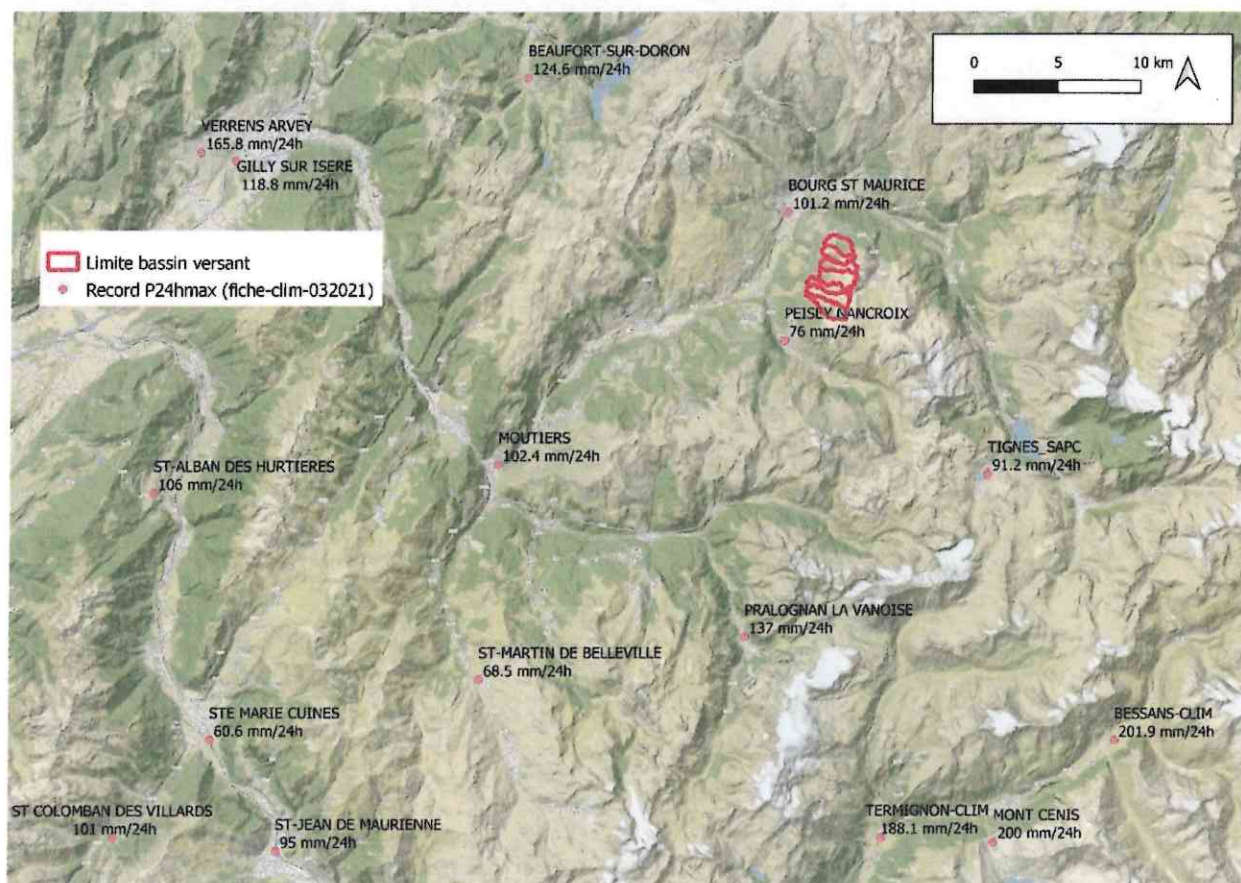 BEAUFORT-SUR-DORON
124.6 mm/24h
0 5 10 km
VERRENS ARVEY
165.8 mm/24h
GILLY SUR ISERE
118.8 mm/24h
BOURG ST MAURICE
101.2 mm/24h
Limite bassin versant
Record P24hmax (fiche-clim-032021)
PEISEY NANCROIX
76 mm/24h
MOUTIERS
102.4 mm/24h
ST-ALBAN DES HURTIERES
106 mm/24h
TIGNES_SAPC
91.2 mm/24h
PRALOGNAN LA VANOISE
137 mm/24h
ST-MARTIN DE BELLEVILLE
68.5 mm/24h
STE MARIE CUINES
60.6 mm/24h
BESSANS-CLIM
201.9 mm/24h
ST COLOMBAN DES VILLARDS
101 mm/24h
ST-JEAN DE MAURIENNE
95 mm/24h
TERMIGNON-CLIM
188.1 mm/24h
MONT CENIS
200 mm/24h